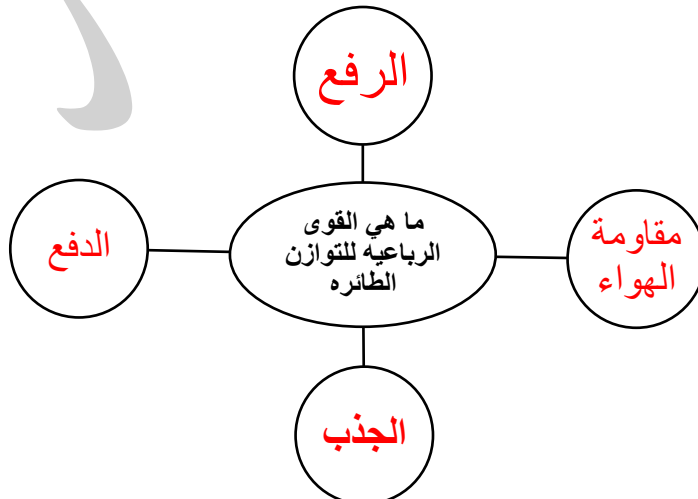 الرفع
ما هي القوى
الرباعيه للتوازن
الطائره
الدفع
مقاومة
الهواء
الجذب